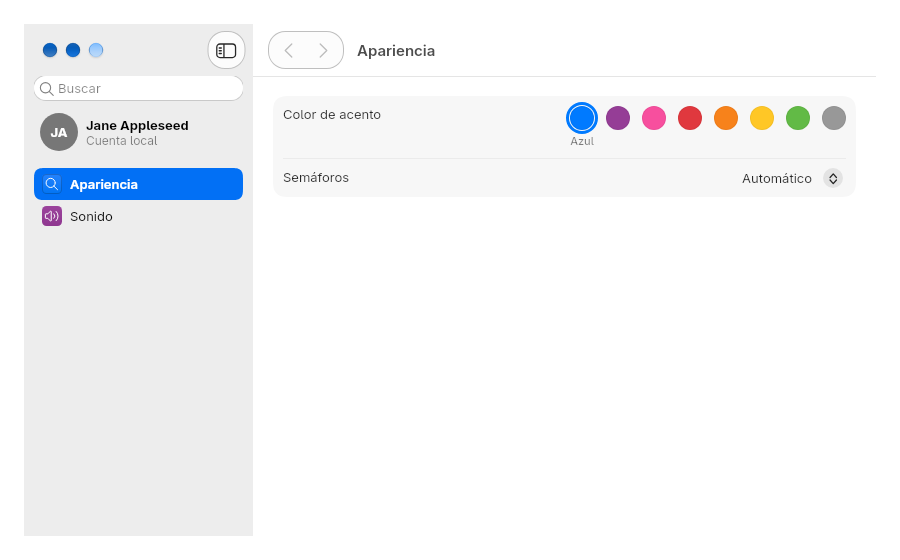 Buscar
JA
Jane Appleseed
Cuenta local
Apariencia
Sonido
Apariencia
Color de acento
Azul
Semáforos
Automático